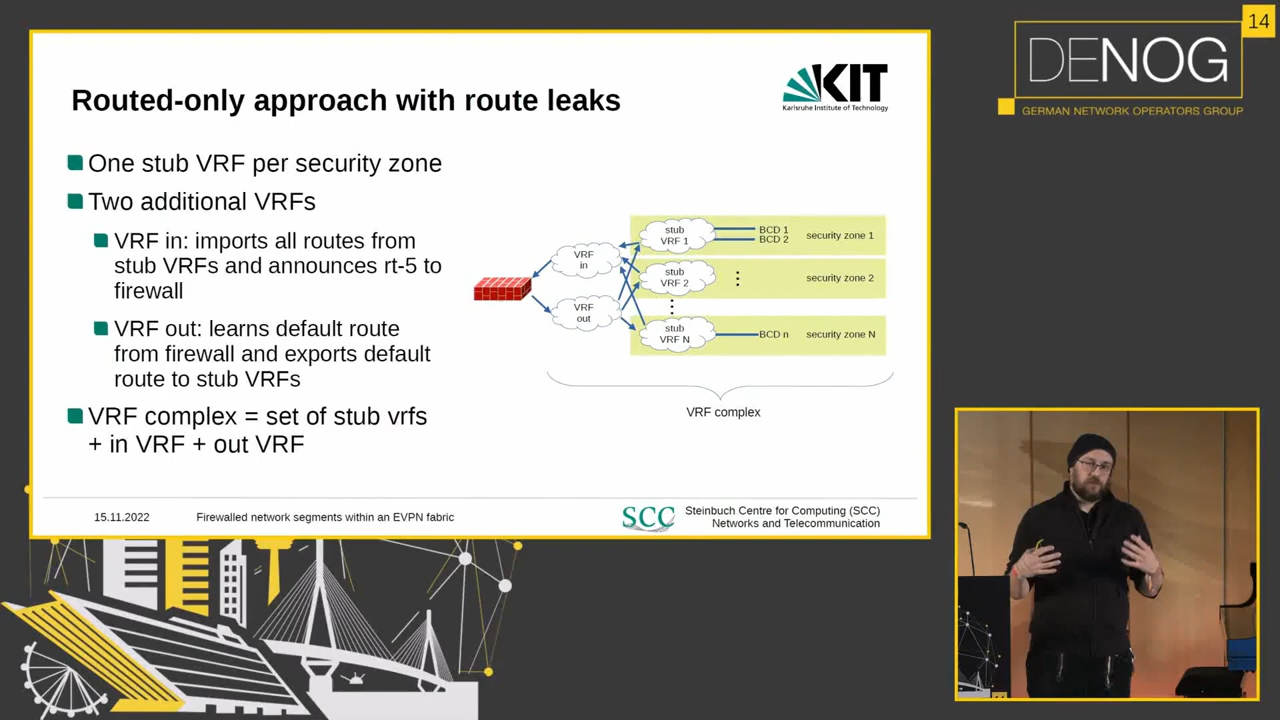 14
DENOG
GERMAN NETWORK OPERATORS GROUP
KIT
Karlsruhe Institute of Technology
Routed-only approach with route leaks
One stub VRF per security zone
Two additional VRFs
VRF in: imports all routes from
stub VRFs and announces rt-5 to
firewall
VRF out: learns default route
from firewall and exports default
route to stub VRFs
VRF complex = set of stub vrfs
+ in VRF + out VRF
VRF
in
VRF
out
stub
VRF 1
BCD 1
BCD 2
security zone 1
stub
VRF 2
⋮
security zone 2
⋮
stub
VRF N
BCD n
security zone N
VRF complex
15.11.2022
Firewalled network segments within an EVPN fabric
SCC
Steinbuch Centre for Computing (SCC)
Networks and Telecommunication